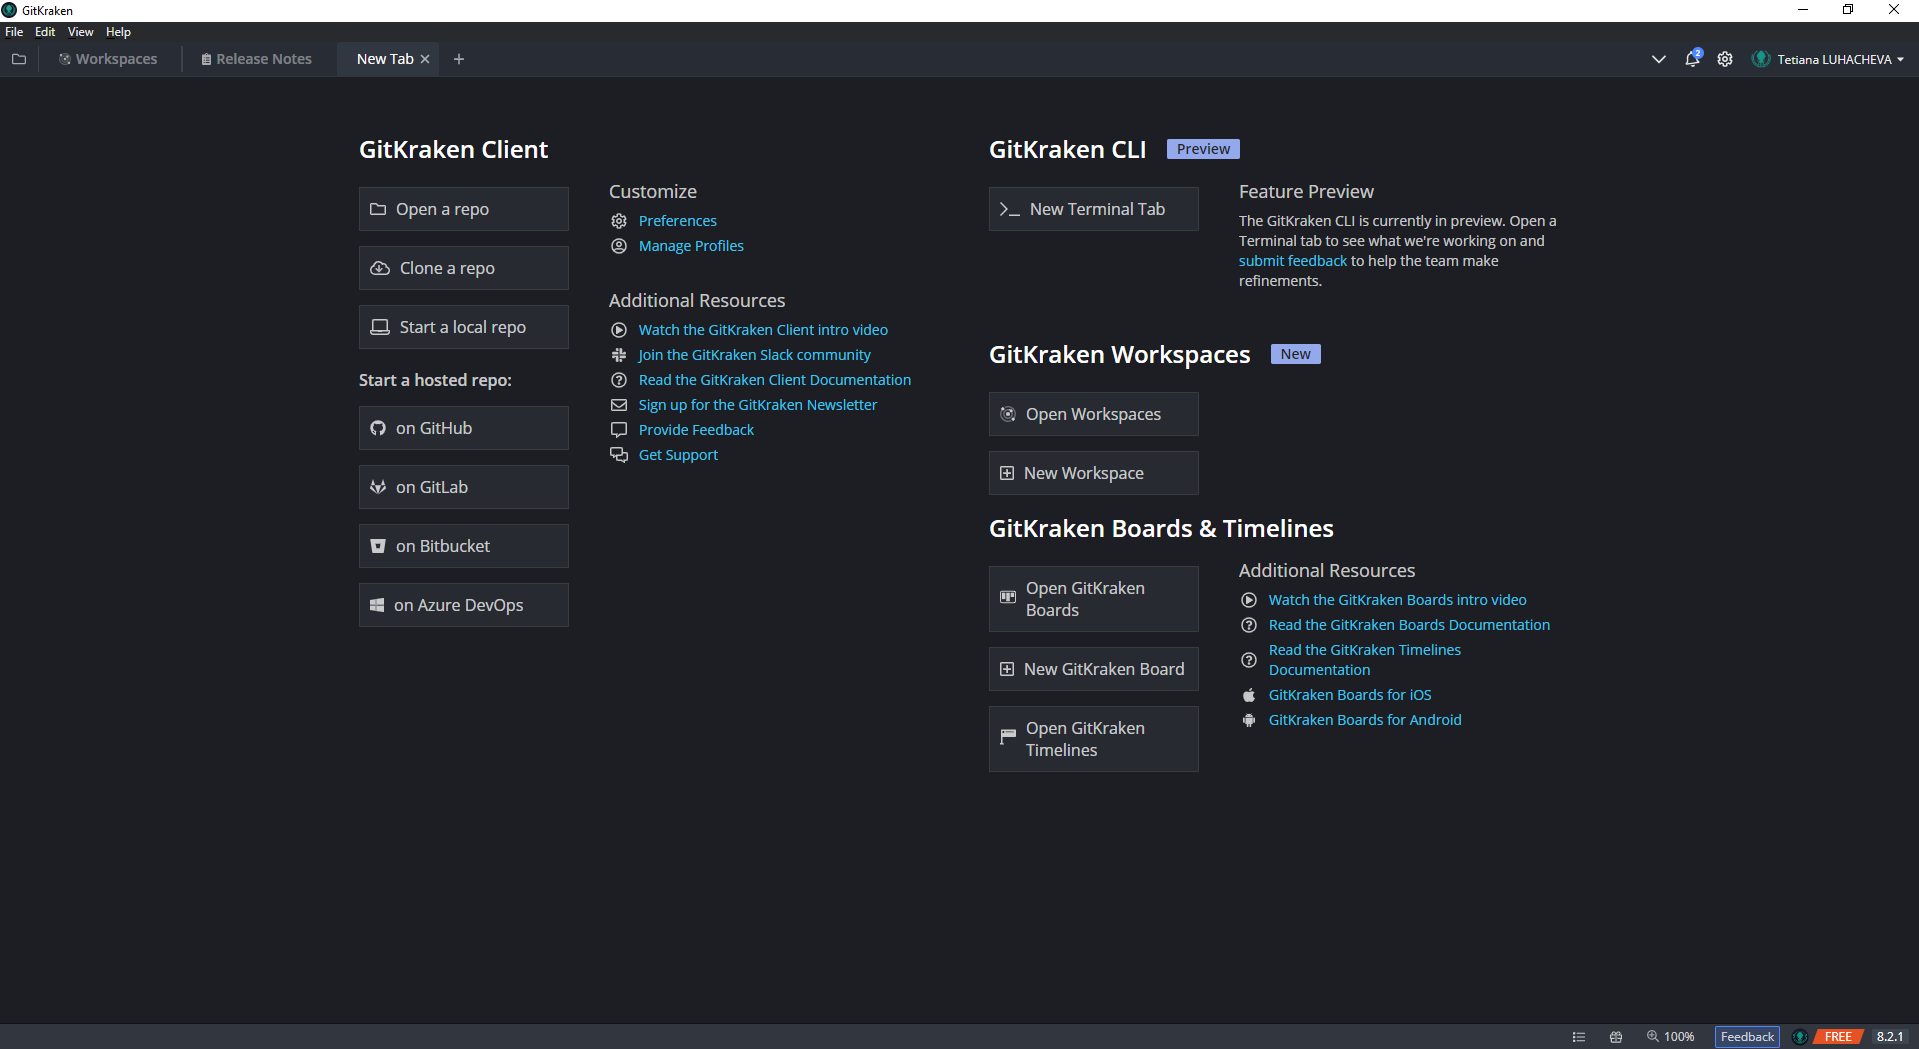 GitKraken
File Edit View Help
Workspaces
Release Notes
New Tab
2
Tetiana LUHACHEVA
GitKraken Client
Open a repo
Clone a repo
Start a local repo
Start a hosted repo:
on GitHub
on GitLab
on Bitbucket
on Azure DevOps
Customize
Preferences
Manage Profiles
Additional Resources
Watch the GitKraken Client intro video
Join the GitKraken Slack community
Read the GitKraken Client Documentation
Sign up for the GitKraken Newsletter
Provide Feedback
Get Support
GitKraken CLI
Preview
New Terminal Tab
Feature Preview
The GitKraken CLI is currently in preview. Open a
Terminal tab to see what we're working on and
submit feedback to help the team make
refinements.
GitKraken Workspaces
New
Open Workspaces
New Workspace
GitKraken Boards & Timelines
Open GitKraken
Boards
New GitKraken Board
Open GitKraken
Timelines
Additional Resources
Watch the GitKraken Boards intro video
Read the GitKraken Boards Documentation
Read the GitKraken Timelines
Documentation
GitKraken Boards for iOS
GitKraken Boards for Android
100%
Feedback
FREE
8.2.1